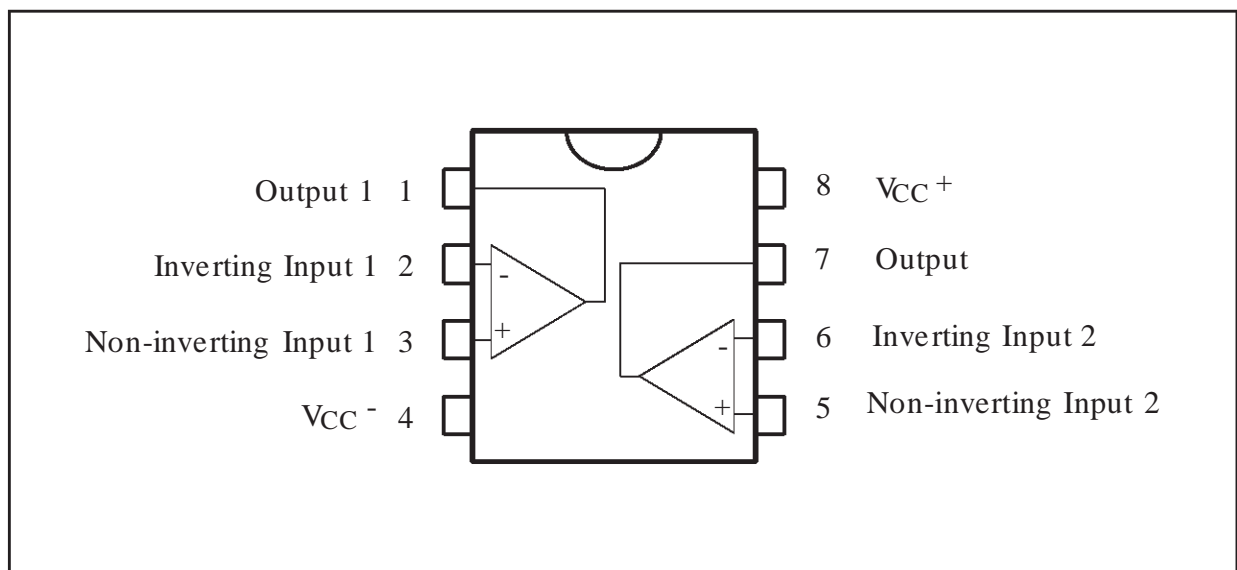 Output 1 1
Inverting Input 1 2
Non-inverting Input 1 3
VCC - 4
8 VCC +
7 Output
6 Inverting Input 2
5 Non-inverting Input 2
-
+
-
+